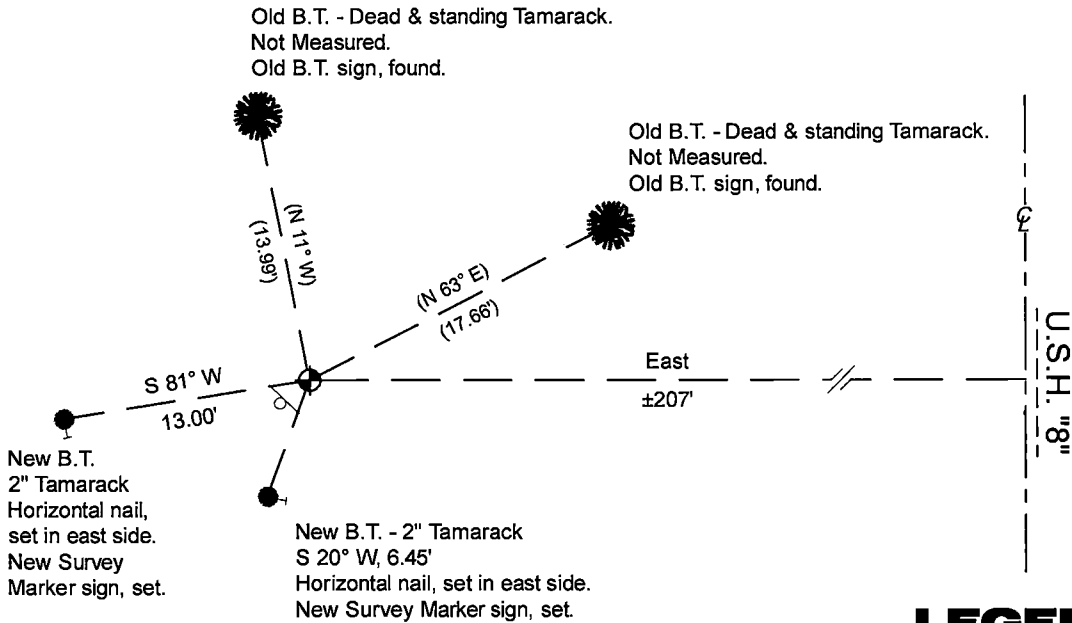 Old B.T. - Dead & standing Tamarack.
Not Measured.
Old B.T. sign, found.
Old B.T. - Dead & standing Tamarack.
Not Measured.
Old B.T. sign, found.
(N 11° W)
(13.99')
(N 63° E)
(17.66')
℄
U.S.H. "8"
East
±207'
S 81° W
13.00'
New B.T.
2" Tamarack
Horizontal nail,
set in east side.
New Survey
Marker sign, set.
New B.T. - 2" Tamarack
S 20° W, 6.45'
Horizontal nail, set in east side.
New Survey Marker sign, set.